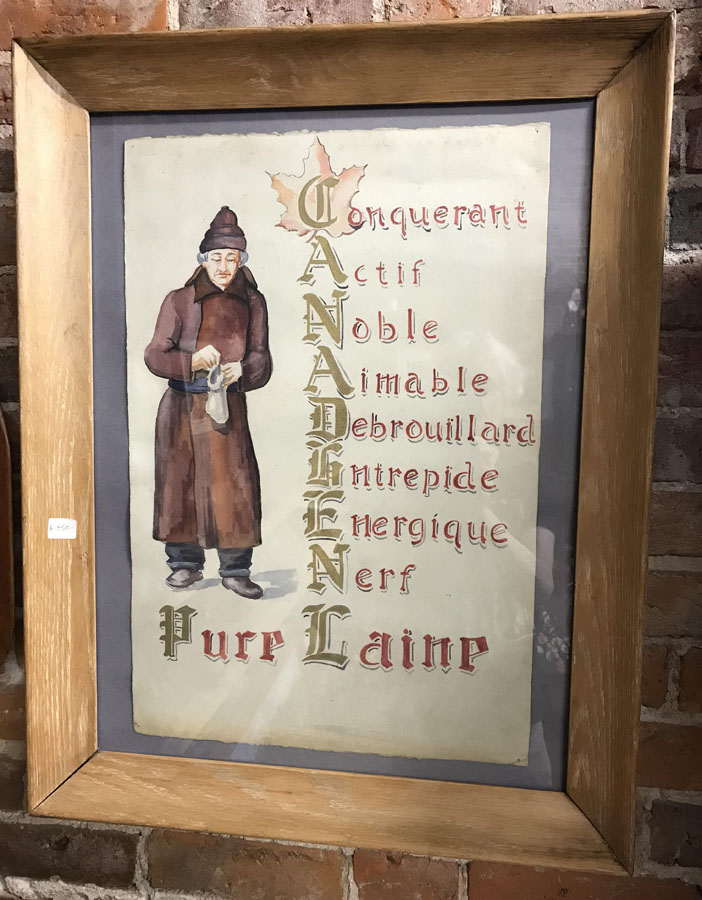 Conquerant
Actif
Noble
Aimable
Debrouillard
Intrepide
Energique
Nerf
Pure Laine